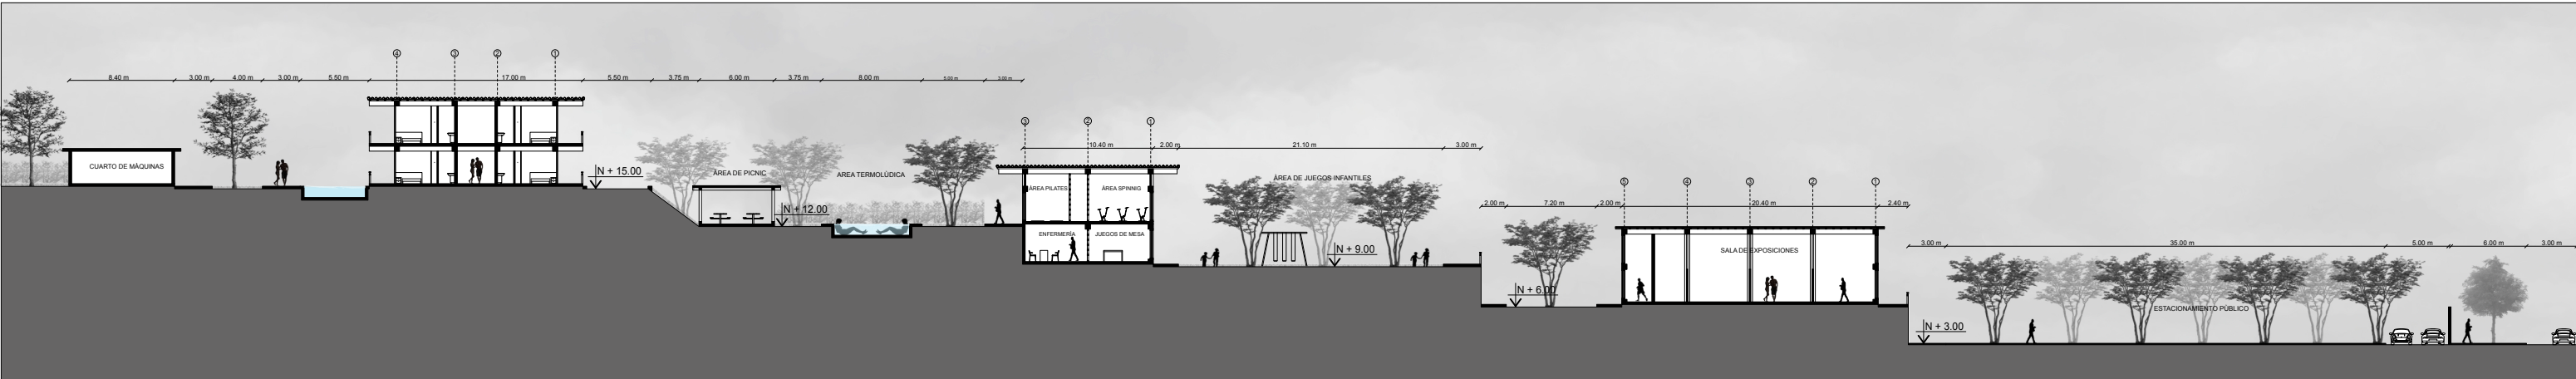 4 3 2 1
8.40 m 3.00 m 4.00 m 3.00 m 5.50 m 17.00 m 5.50 m 3.75 m 6.00 m 3.75 m 8.00 m 5.00 m 3.00 m
3 2 1
10.40 m 2.00 m 21.10 m 3.00 m
CUARTO DE MÁQUINAS
N + 15.00
ÁREA DE PICNIC
AREA TERMOLÚDICA
N + 12.00
ÁREA PILATES
ÁREA SPINNIG
ENFERMERÍA
JUEGOS DE MESA
ÁREA DE JUEGOS INFANTILES
N + 9.00
5 4 3 2 1
2.00 m 7.20 m 2.00 m 20.40 m 2.40 m
N + 6.00
SALA DE EXPOSICIONES
3.00 m 35.00 m 5.00 m 6.00 m 3.00 m
ESTACIONAMIENTO PÚBLICO
N + 3.00